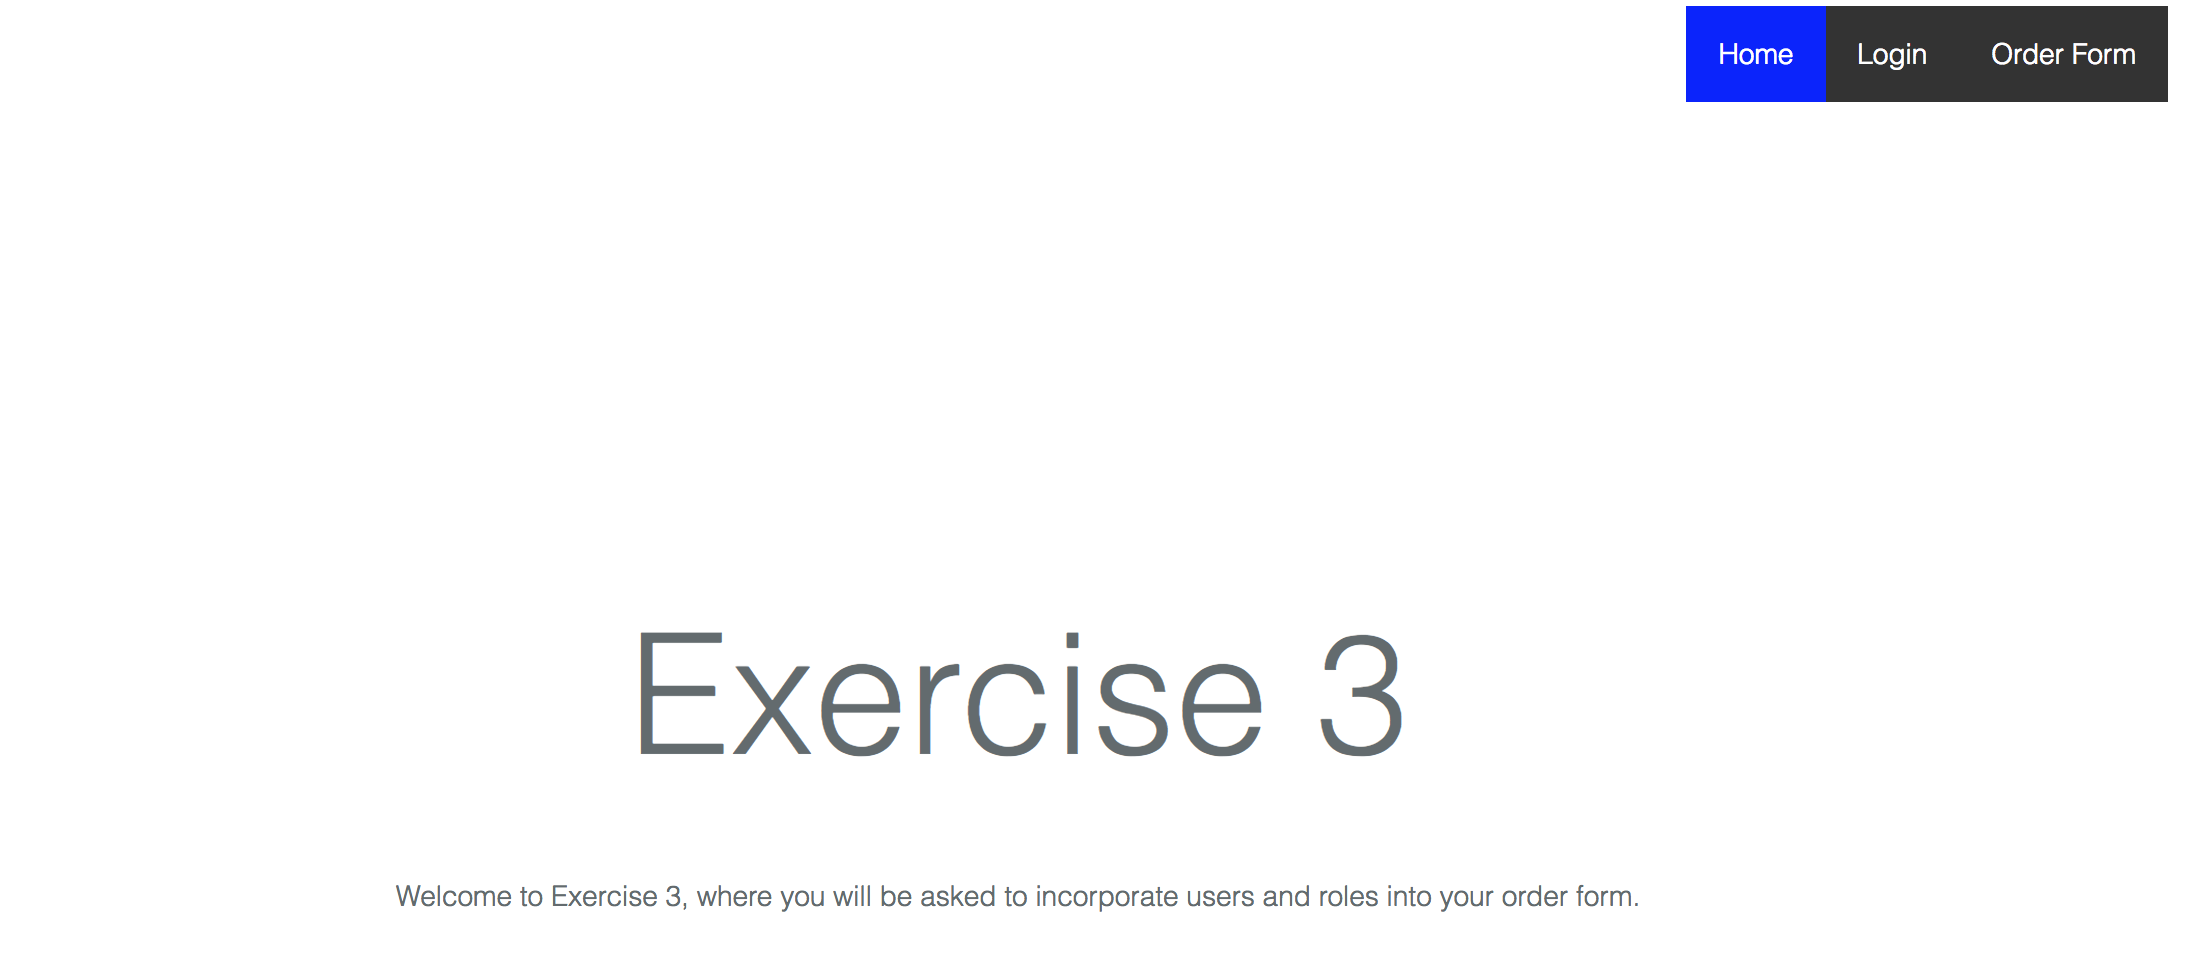 Home Login Order Form
Exercise 3
Welcome to Exercise 3, where you will be asked to incorporate users and roles into your order form.